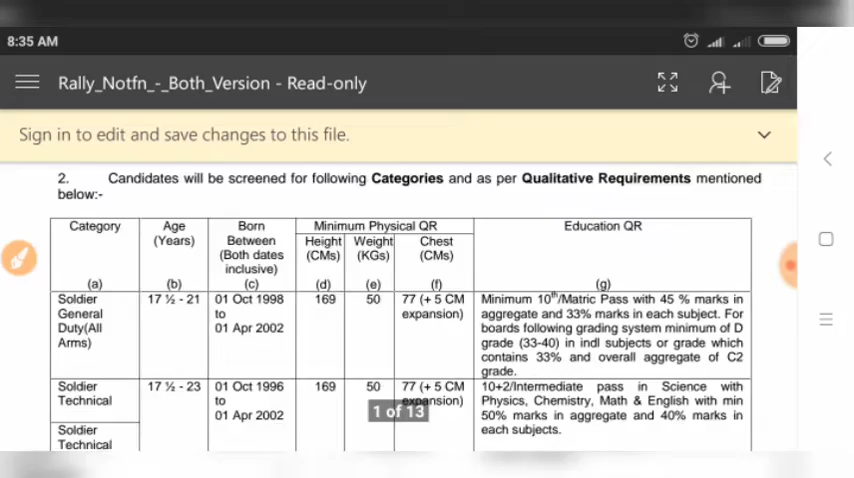 8:35 AM
Rally_Notfn_-_Both_Version - Read-only
Sign in to edit and save changes to this file.
2. Candidates will be screened for following Categories and as per Qualitative Requirements mentioned
below:-
Category Age Born Minimum Physical QR Education QR
(Years) Between Height Weight Chest
(Both dates (CMs) (KGs) (CMs)
inclusive)
(a) (b) (c) (d) (e) (f) (g)
Soldier 17 ½ - 21 01 Oct 1998 169 50 77 (+ 5 CM Minimum 10th/Matric Pass with 45 % marks in
General to expansion) aggregate and 33% marks in each subject. For
Duty(All 01 Apr 2002 boards following grading system minimum of D
Arms) grade (33-40) in indl subjects or grade which
contains 33% and overall aggregate of C2
grade.
Soldier 17 ½ - 23 01 Oct 1996 169 50 77 (+ 5 CM 10+2/Intermediate pass in Science with
Technical to expansion) Physics, Chemistry, Math & English with min
01 Apr 2002 1 of 13 50% marks in aggregate and 40% marks in
Soldier each subjects.
Technical